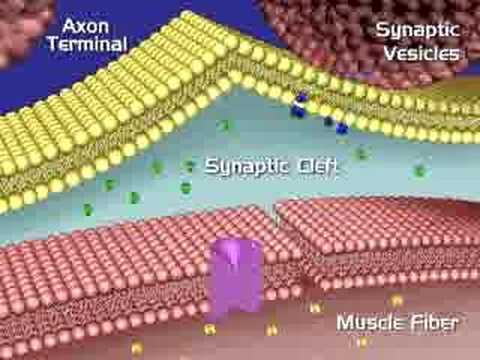 Axon
Terminal
Synaptic
Vesicles
Synaptic Cleft
Muscle Fiber